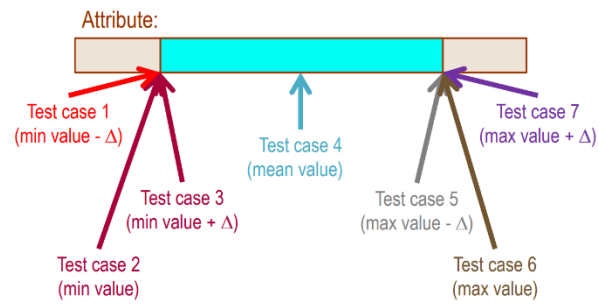 Attribute:
Test case 1
(min value - Δ)
Test case 7
(max value + Δ)
Test case 4
(mean value)
Test case 3
(min value + Δ)
Test case 5
(max value - Δ)
Test case 2
(min value)
Test case 6
(max value)